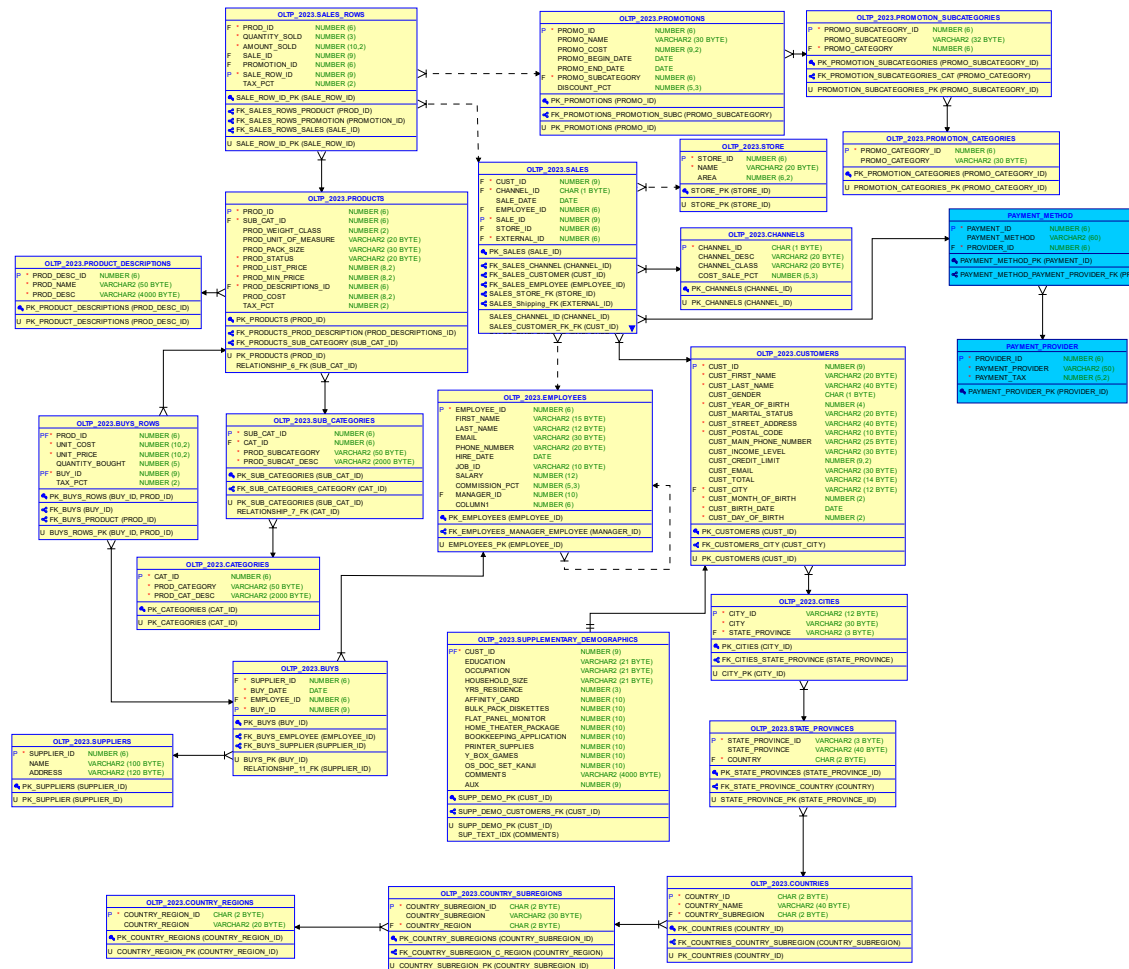 OLTP_2023.SALES_ROWS
F * PROD_ID NUMBER (6)
* QUANTITY_SOLD NUMBER (3)
* AMOUNT_SOLD NUMBER (10,2)
F * SALE_ID NUMBER (9)
F * PROMOTION_ID NUMBER (6)
P * SALE_ROW_ID NUMBER (9)
TAX_PCT NUMBER (2)
SALE_ROW_ID_PK (SALE_ROW_ID)
FK_SALES_ROWS_PRODUCT (PROD_ID)
FK_SALES_ROWS_PROMOTION (PROMOTION_ID)
FK_SALES_ROWS_SALES (SALE_ID)
U SALE_ROW_ID_PK (SALE_ROW_ID)
OLTP_2023.PROMOTIONS
P * PROMO_ID NUMBER (6)
PROMO_NAME VARCHAR2 (30 BYTE)
PROMO_COST NUMBER (9,2)
PROMO_BEGIN_DATE DATE
PROMO_END_DATE DATE
F * PROMO_SUBCATEGORY NUMBER (6)
DISCOUNT_PCT NUMBER (5,3)
PK_PROMOTIONS (PROMO_ID)
FK_PROMOTIONS_PROMOTION_SUBC (PROMO_SUBCATEGORY)
U PK_PROMOTIONS (PROMO_ID)
OLTP_2023.PROMOTION_SUBCATEGORIES
P * PROMO_SUBCATEGORY_ID NUMBER (6)
PROMO_SUBCATEGORY VARCHAR2 (32 BYTE)
F * PROMO_CATEGORY NUMBER (6)
PK_PROMOTION_SUBCATEGORIES (PROMO_SUBCATEGORY_ID)
FK_PROMOTION_SUBCATEGORIES_CAT (PROMO_CATEGORY)
U PROMOTION_SUBCATEGORIES_PK (PROMO_SUBCATEGORY_ID)
OLTP_2023.PROMOTION_CATEGORIES
P * PROMO_CATEGORY_ID NUMBER (6)
PROMO_CATEGORY VARCHAR2 (30 BYTE)
PK_PROMOTION_CATEGORIES (PROMO_CATEGORY_ID)
U PROMOTION_CATEGORIES_PK (PROMO_CATEGORY_ID)
OLTP_2023.STORE
P * STORE_ID NUMBER (6)
* NAME VARCHAR2 (20 BYTE)
AREA NUMBER (6,2)
STORE_PK (STORE_ID)
U STORE_PK (STORE_ID)
OLTP_2023.SALES
F * CUST_ID NUMBER (9)
F * CHANNEL_ID CHAR (1 BYTE)
SALE_DATE DATE
F EMPLOYEE_ID NUMBER (6)
P * SALE_ID NUMBER (9)
F STORE_ID NUMBER (6)
F * EXTERNAL_ID NUMBER (6)
PK_SALES (SALE_ID)
FK_SALES_CHANNEL (CHANNEL_ID)
FK_SALES_CUSTOMER (CUST_ID)
FK_SALES_EMPLOYEE (EMPLOYEE_ID)
SALES_STORE_FK (STORE_ID)
SALES_Shipping_FK (EXTERNAL_ID)
SALES_CHANNEL_ID (CHANNEL_ID)
SALES_CUSTOMER_FK_FK (CUST_ID)
OLTP_2023.CHANNELS
P * CHANNEL_ID CHAR (1 BYTE)
CHANNEL_DESC VARCHAR2 (20 BYTE)
CHANNEL_CLASS VARCHAR2 (20 BYTE)
COST_SALE_PCT NUMBER (5,3)
PK_CHANNELS (CHANNEL_ID)
U PK_CHANNELS (CHANNEL_ID)
PAYMENT_METHOD
P * PAYMENT_ID NUMBER (6)
PAYMENT_METHOD VARCHAR2 (60)
F * PROVIDER_ID NUMBER (6)
PAYMENT_METHOD_PK (PAYMENT_ID)
PAYMENT_METHOD_PAYMENT_PROVIDER_FK (PR
PAYMENT_PROVIDER
P * PROVIDER_ID NUMBER (6)
* PAYMENT_PROVIDER VARCHAR2 (50)
* PAYMENT_TAX NUMBER (5,2)
PAYMENT_PROVIDER_PK (PROVIDER_ID)
OLTP_2023.PRODUCTS
P * PROD_ID NUMBER (6)
F * SUB_CAT_ID NUMBER (6)
PROD_WEIGHT_CLASS NUMBER (2)
PROD_UNIT_OF_MEASURE VARCHAR2 (20 BYTE)
PROD_PACK_SIZE VARCHAR2 (30 BYTE)
* PROD_STATUS VARCHAR2 (20 BYTE)
* PROD_LIST_PRICE NUMBER (8,2)
* PROD_MIN_PRICE NUMBER (8,2)
F * PROD_DESCRIPTIONS_ID NUMBER (6)
PROD_COST NUMBER (8,2)
TAX_PCT NUMBER (2)
PK_PRODUCTS (PROD_ID)
FK_PRODUCTS_PROD_DESCRIPTION (PROD_DESCRIPTIONS_ID)
FK_PRODUCTS_SUB_CATEGORY (SUB_CAT_ID)
U PK_PRODUCTS (PROD_ID)
RELATIONSHIP_6_FK (SUB_CAT_ID)
OLTP_2023.PRODUCT_DESCRIPTIONS
P * PROD_DESC_ID NUMBER (6)
* PROD_NAME VARCHAR2 (50 BYTE)
* PROD_DESC VARCHAR2 (4000 BYTE)
PK_PRODUCT_DESCRIPTIONS (PROD_DESC_ID)
U PK_PRODUCT_DESCRIPTIONS (PROD_DESC_ID)
OLTP_2023.CUSTOMERS
P * CUST_ID NUMBER (9)
* CUST_FIRST_NAME VARCHAR2 (20 BYTE)
* CUST_LAST_NAME VARCHAR2 (40 BYTE)
CUST_GENDER CHAR (1 BYTE)
* CUST_YEAR_OF_BIRTH NUMBER (4)
CUST_MARITAL_STATUS VARCHAR2 (20 BYTE)
* CUST_STREET_ADDRESS VARCHAR2 (40 BYTE)
* CUST_POSTAL_CODE VARCHAR2 (10 BYTE)
CUST_MAIN_PHONE_NUMBER VARCHAR2 (25 BYTE)
CUST_INCOME_LEVEL VARCHAR2 (30 BYTE)
CUST_CREDIT_LIMIT NUMBER (9,2)
CUST_EMAIL VARCHAR2 (30 BYTE)
CUST_TOTAL VARCHAR2 (14 BYTE)
F * CUST_CITY VARCHAR2 (12 BYTE)
* CUST_MONTH_OF_BIRTH NUMBER (2)
* CUST_BIRTH_DATE DATE
* CUST_DAY_OF_BIRTH NUMBER (2)
PK_CUSTOMERS (CUST_ID)
FK_CUSTOMERS_CITY (CUST_CITY)
U PK_CUSTOMERS (CUST_ID)
OLTP_2023.EMPLOYEES
P * EMPLOYEE_ID NUMBER (6)
FIRST_NAME VARCHAR2 (15 BYTE)
LAST_NAME VARCHAR2 (12 BYTE)
EMAIL VARCHAR2 (30 BYTE)
PHONE_NUMBER VARCHAR2 (20 BYTE)
HIRE_DATE DATE
JOB_ID VARCHAR2 (10 BYTE)
SALARY NUMBER (12)
COMMISSION_PCT NUMBER (5,3)
F MANAGER_ID NUMBER (10)
COLUMN1 NUMBER (6)
PK_EMPLOYEES (EMPLOYEE_ID)
FK_EMPLOYEES_MANAGER_EMPLOYEE (MANAGER_ID)
U EMPLOYEES_PK (EMPLOYEE_ID)
OLTP_2023.BUYS_ROWS
PF* PROD_ID NUMBER (6)
* UNIT_COST NUMBER (10,2)
* UNIT_PRICE NUMBER (10,2)
QUANTITY_BOUGHT NUMBER (5)
PF* BUY_ID NUMBER (9)
TAX_PCT NUMBER (2)
PK_BUYS_ROWS (BUY_ID, PROD_ID)
FK_BUYS (BUY_ID)
FK_BUYS_PRODUCT (PROD_ID)
U BUYS_ROWS_PK (BUY_ID, PROD_ID)
OLTP_2023.SUB_CATEGORIES
P * SUB_CAT_ID NUMBER (6)
F * CAT_ID NUMBER (6)
* PROD_SUBCATEGORY VARCHAR2 (50 BYTE)
* PROD_SUBCAT_DESC VARCHAR2 (2000 BYTE)
PK_SUB_CATEGORIES (SUB_CAT_ID)
FK_SUB_CATEGORIES_CATEGORY (CAT_ID)
U PK_SUB_CATEGORIES (SUB_CAT_ID)
RELATIONSHIP_7_FK (CAT_ID)
OLTP_2023.CATEGORIES
P * CAT_ID NUMBER (6)
* PROD_CATEGORY VARCHAR2 (50 BYTE)
* PROD_CAT_DESC VARCHAR2 (2000 BYTE)
PK_CATEGORIES (CAT_ID)
U PK_CATEGORIES (CAT_ID)
OLTP_2023.CITIES
P * CITY_ID VARCHAR2 (12 BYTE)
* CITY VARCHAR2 (30 BYTE)
F * STATE_PROVINCE VARCHAR2 (3 BYTE)
PK_CITIES (CITY_ID)
FK_CITIES_STATE_PROVINCE (STATE_PROVINCE)
U CITY_PK (CITY_ID)
OLTP_2023.SUPPLEMENTARY_DEMOGRAPHICS
PF* CUST_ID NUMBER (9)
EDUCATION VARCHAR2 (21 BYTE)
OCCUPATION VARCHAR2 (21 BYTE)
HOUSEHOLD_SIZE VARCHAR2 (21 BYTE)
YRS_RESIDENCE NUMBER (3)
AFFINITY_CARD NUMBER (10)
BULK_PACK_DISKETTES NUMBER (10)
FLAT_PANEL_MONITOR NUMBER (10)
HOME_THEATER_PACKAGE NUMBER (10)
BOOKKEEPING_APPLICATION NUMBER (10)
PRINTER_SUPPLIES NUMBER (10)
Y_BOX_GAMES NUMBER (10)
OS_DOC_SET_KANJI NUMBER (10)
COMMENTS VARCHAR2 (4000 BYTE)
AUX NUMBER (9)
SUPP_DEMO_PK (CUST_ID)
SUPP_DEMO_CUSTOMERS_FK (CUST_ID)
U SUPP_DEMO_PK (CUST_ID)
SUP_TEXT_IDX (COMMENTS)
OLTP_2023.BUYS
F * SUPPLIER_ID NUMBER (6)
* BUY_DATE DATE
F * EMPLOYEE_ID NUMBER (6)
P * BUY_ID NUMBER (9)
PK_BUYS (BUY_ID)
FK_BUYS_EMPLOYEE (EMPLOYEE_ID)
FK_BUYS_SUPPLIER (SUPPLIER_ID)
U BUYS_PK (BUY_ID)
RELATIONSHIP_11_FK (SUPPLIER_ID)
OLTP_2023.SUPPLIERS
P * SUPPLIER_ID NUMBER (6)
NAME VARCHAR2 (100 BYTE)
ADDRESS VARCHAR2 (120 BYTE)
PK_SUPPLIERS (SUPPLIER_ID)
U PK_SUPPLIER (SUPPLIER_ID)
OLTP_2023.STATE_PROVINCES
P * STATE_PROVINCE_ID VARCHAR2 (3 BYTE)
STATE_PROVINCE VARCHAR2 (40 BYTE)
F * COUNTRY CHAR (2 BYTE)
PK_STATE_PROVINCES (STATE_PROVINCE_ID)
FK_STATE_PROVINCE_COUNTRY (COUNTRY)
U STATE_PROVINCE_PK (STATE_PROVINCE_ID)
OLTP_2023.COUNTRIES
P * COUNTRY_ID CHAR (2 BYTE)
* COUNTRY_NAME VARCHAR2 (40 BYTE)
F * COUNTRY_SUBREGION CHAR (2 BYTE)
PK_COUNTRIES (COUNTRY_ID)
FK_COUNTRIES_COUNTRY_SUBREGION (COUNTRY_SUBREGION)
U PK_COUNTRIES (COUNTRY_ID)
OLTP_2023.COUNTRY_SUBREGIONS
P * COUNTRY_SUBREGION_ID CHAR (2 BYTE)
COUNTRY_SUBREGION VARCHAR2 (30 BYTE)
F * COUNTRY_REGION CHAR (2 BYTE)
PK_COUNTRY_SUBREGIONS (COUNTRY_SUBREGION_ID)
FK_COUNTRY_SUBREGION_C_REGION (COUNTRY_REGION)
U COUNTRY_SUBREGION_PK (COUNTRY_SUBREGION_ID)
OLTP_2023.COUNTRY_REGIONS
P * COUNTRY_REGION_ID CHAR (2 BYTE)
COUNTRY_REGION VARCHAR2 (20 BYTE)
PK_COUNTRY_REGIONS (COUNTRY_REGION_ID)
U COUNTRY_REGION_PK (COUNTRY_REGION_ID)